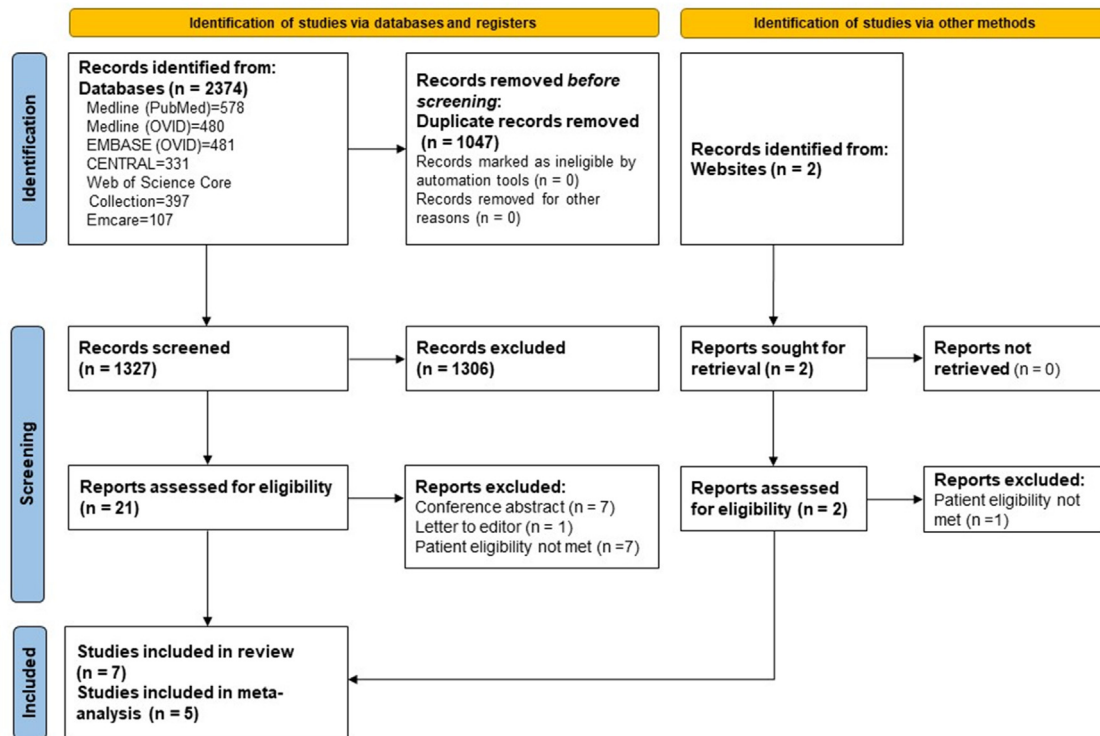 Identification of studies via databases and registers
Identification of studies via other methods
Identification
Records identified from:
Databases (n = 2374)
Medline (PubMed)=578
Medline (OVID)=480
EMBASE (OVID)=481
CENTRAL=331
Web of Science Core
Collection=397
Emcare=107
Records removed before
screening:
Duplicate records removed
(n = 1047)
Records marked as ineligible by
automation tools (n = 0)
Records removed for other
reasons (n = 0)
Records identified from:
Websites (n = 2)
Screening
Records screened
(n = 1327)
Records excluded
(n = 1306)
Reports sought for
retrieval (n = 2)
Reports not
retrieved (n = 0)
Reports assessed for eligibility
(n = 21)
Reports excluded:
Conference abstract (n = 7)
Letter to editor (n = 1)
Patient eligibility not met (n =7)
Reports assessed
for eligibility (n = 2)
Reports excluded:
Patient eligibility not
met (n =1)
Included
Studies included in review
(n = 7)
Studies included in meta-
analysis (n = 5)